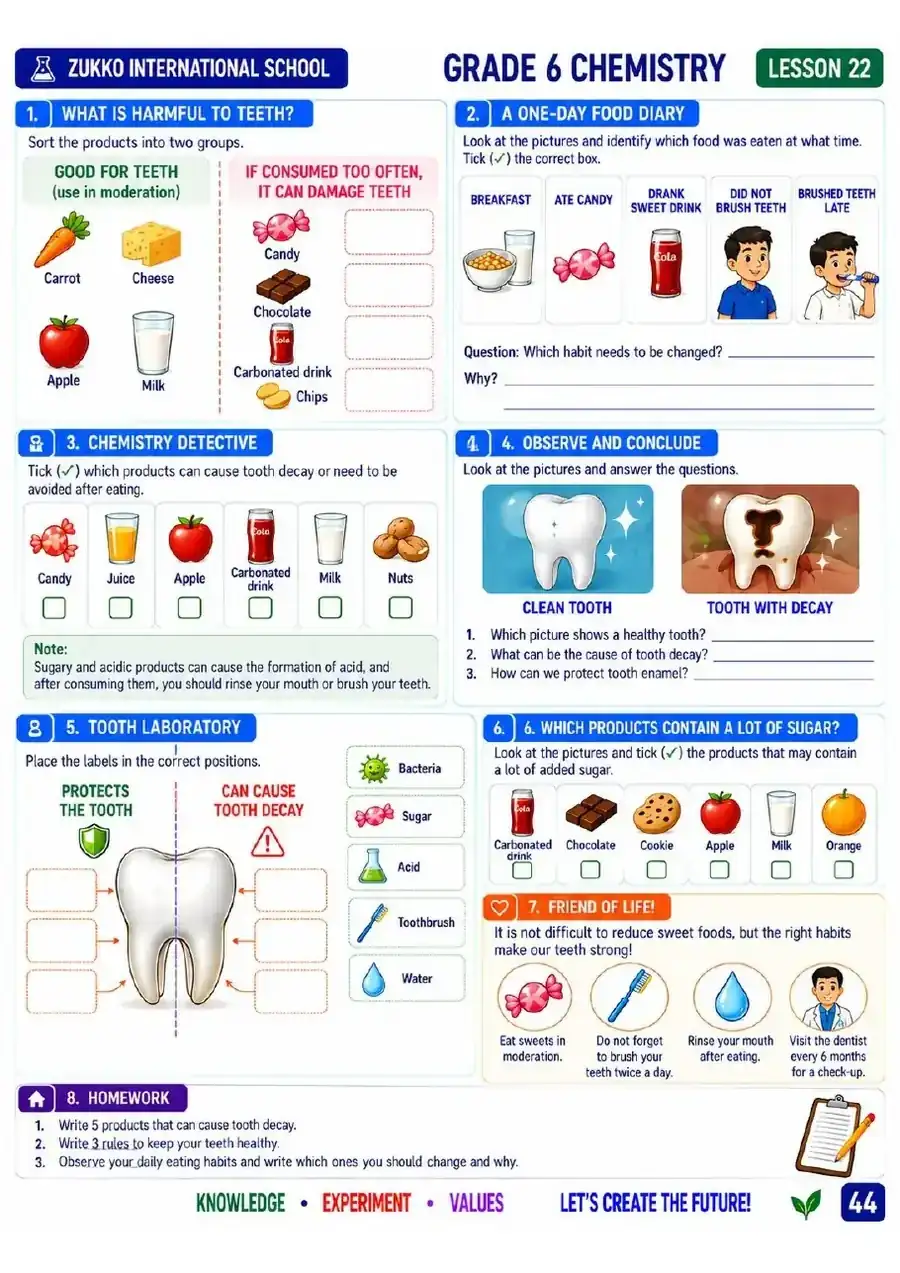 ZUKKO INTERNATIONAL SCHOOL
GRADE 6 CHEMISTRY
LESSON 22
1. WHAT IS HARMFUL TO TEETH?
Sort the products into two groups.
GOOD FOR TEETH
(use in moderation)
Carrot
Cheese
Apple
Milk
IF CONSUMED TOO OFTEN,
IT CAN DAMAGE TEETH
Candy
Chocolate
Cola
Carbonated drink
Chips
2. A ONE-DAY FOOD DIARY
Look at the pictures and identify which food was eaten at what time.
Tick (✓) the correct box.
BREAKFAST
ATE CANDY
DRANK
SWEET DRINK
Cola
DID NOT
BRUSH TEETH
BRUSHED TEETH
LATE
Question: Which habit needs to be changed?
Why?
3. CHEMISTRY DETECTIVE
Tick (✓) which products can cause tooth decay or need to be
avoided after eating.
Candy
Juice
Apple
Cola
Carbonated
drink
Milk
Nuts
Note:
Sugary and acidic products can cause the formation of acid, and
after consuming them, you should rinse your mouth or brush your teeth.
4 4. OBSERVE AND CONCLUDE
Look at the pictures and answer the questions.
CLEAN TOOTH
TOOTH WITH DECAY
1. Which picture shows a healthy tooth?
2. What can be the cause of tooth decay?
3. How can we protect tooth enamel?
8 5. TOOTH LABORATORY
Place the labels in the correct positions.
PROTECTS
THE TOOTH
CAN CAUSE
TOOTH DECAY
Bacteria
Sugar
Acid
Toothbrush
Water
6. 6. WHICH PRODUCTS CONTAIN A LOT OF SUGAR?
Look at the pictures and tick (✓) the products that may contain
a lot of added sugar.
Cola
Carbonated
drink
Chocolate
Cookie
Apple
Milk
Orange
7. FRIEND OF LIFE!
It is not difficult to reduce sweet foods, but the right habits
make our teeth strong!
Eat sweets in
moderation.
Do not forget
to brush your
teeth twice a day.
Rinse your mouth
after eating.
Visit the dentist
every 6 months
for a check-up.
8. HOMEWORK
1. Write 5 products that can cause tooth decay.
2. Write 3 rules to keep your teeth healthy.
3. Observe your daily eating habits and write which ones you should change and why.
KNOWLEDGE • EXPERIMENT • VALUES
LET'S CREATE THE FUTURE!
44